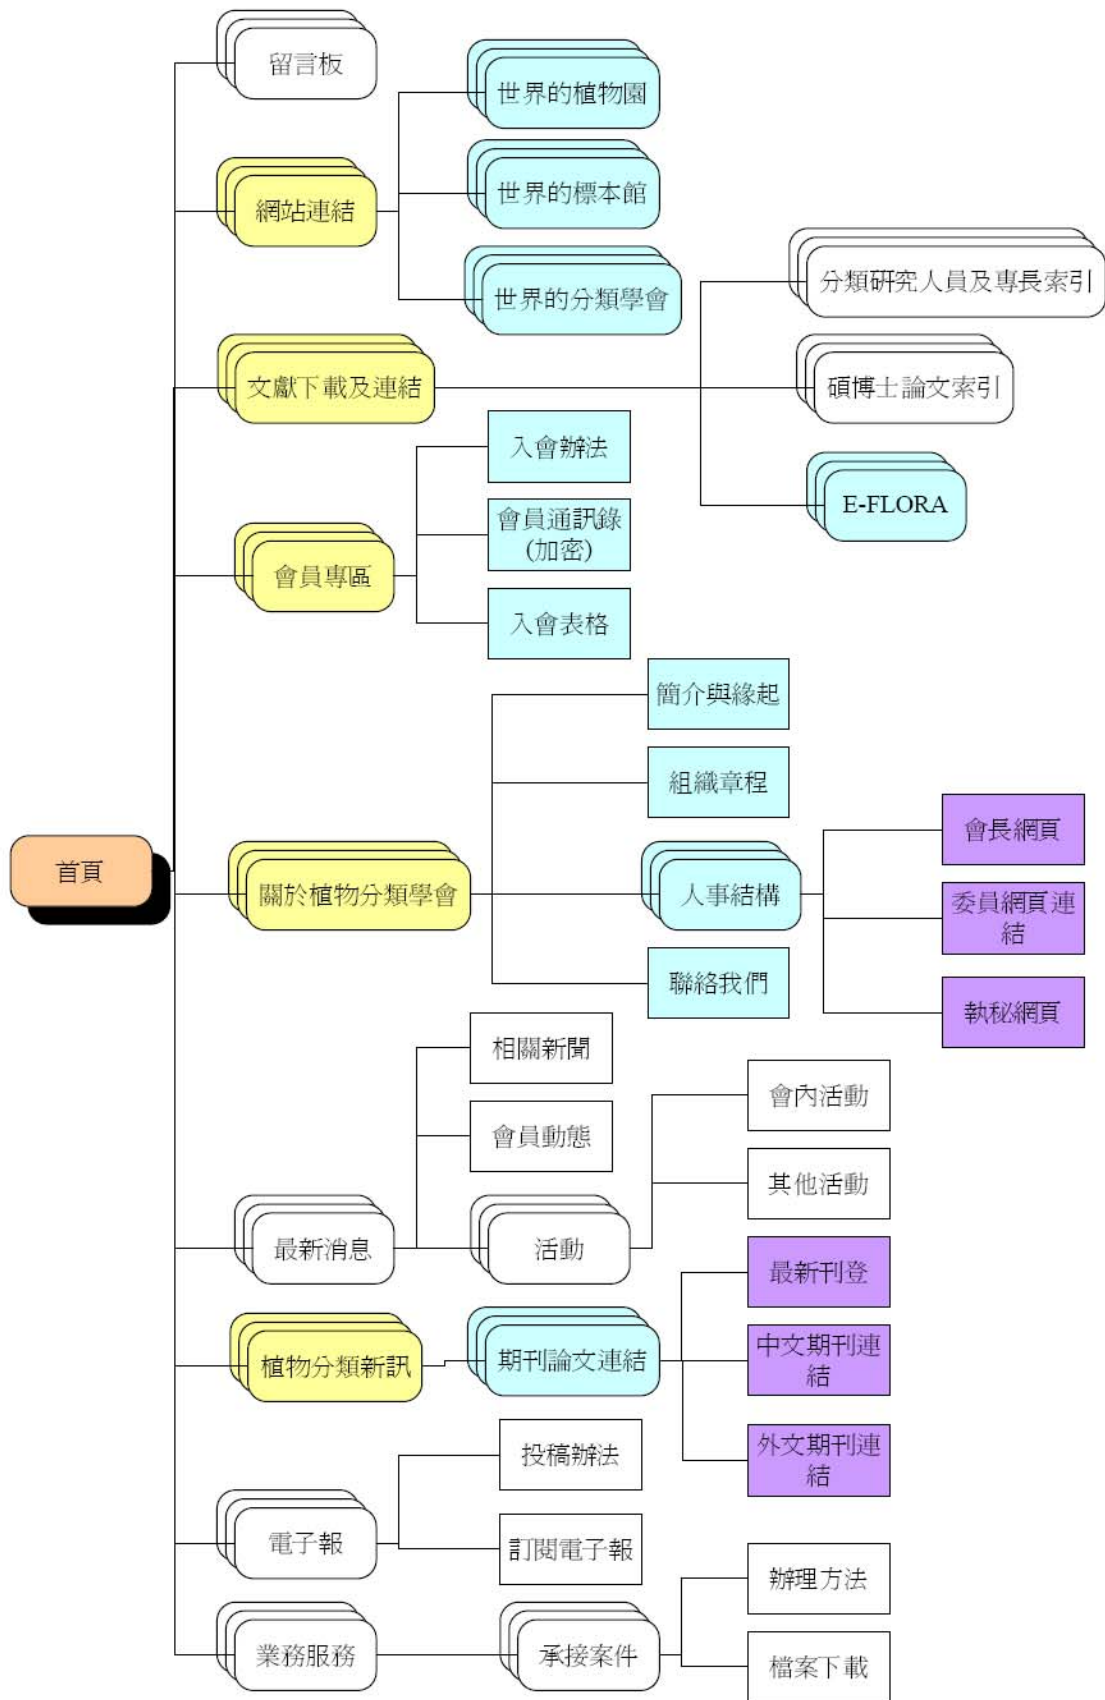 留言板
世界的植物園
網站連結
世界的標本館
世界的分類學會
分類研究人員及專長索引
文獻下載及連結
碩博士論文索引
E-FLORA
入會辦法
會員專區
會員通訊錄
(加密)
入會表格
首頁
關於植物分類學會
簡介與緣起
組織章程
人事結構
會長網頁
委員網頁連
結
執秘網頁
聯絡我們
相關新聞
會員動態
最新消息
活動
會內活動
其他活動
植物分類新訊
期刊論文連結
最新刊登
中文期刊連
結
外文期刊連
結
投稿辦法
電子報
訂閱電子報
業務服務
承接案件
辦理方法
檔案下載